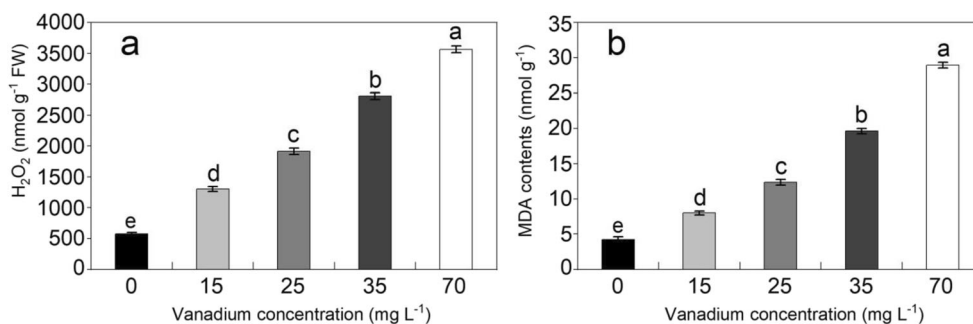 a
H₂O₂ (nmol g⁻¹ FW)
4000
3500
3000
2500
2000
1500
1000
500
0
e
d
c
b
a
0 15 25 35 70
Vanadium concentration (mg L⁻¹)
b
MDA contents (nmol g⁻¹)
35
30
25
20
15
10
5
0
e
d
c
b
a
0 15 25 35 70
Vanadium concentration (mg L⁻¹)